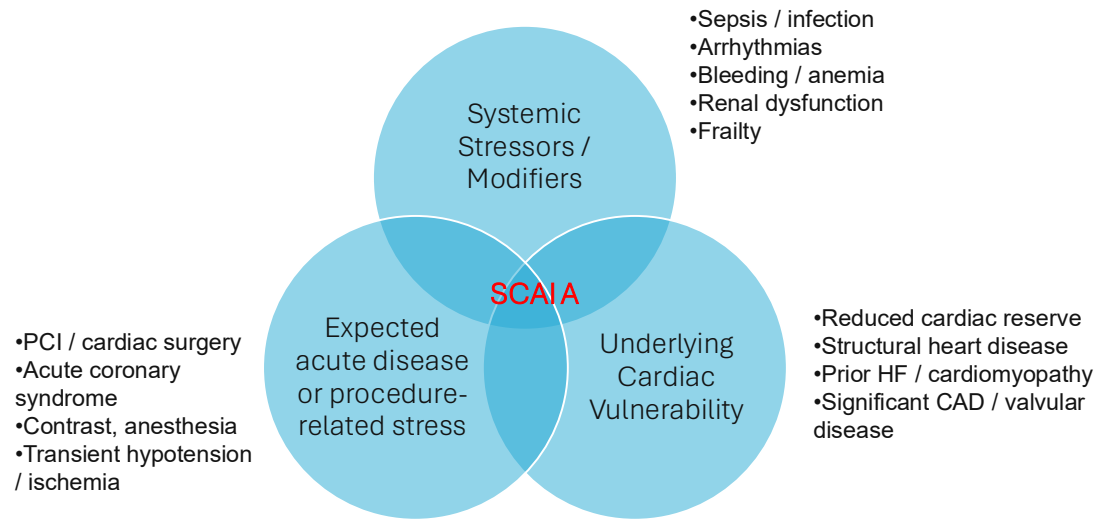 •Sepsis / infection
•Arrhythmias
•Bleeding / anemia
•Renal dysfunction
•Frailty
Systemic
Stressors /
Modifiers
SCAI A
Expected
acute disease
or procedure-
related stress
Underlying
Cardiac
Vulnerability
•PCI / cardiac surgery
•Acute coronary
syndrome
•Contrast, anesthesia
•Transient hypotension
/ ischemia
•Reduced cardiac reserve
•Structural heart disease
•Prior HF / cardiomyopathy
•Significant CAD / valvular
disease